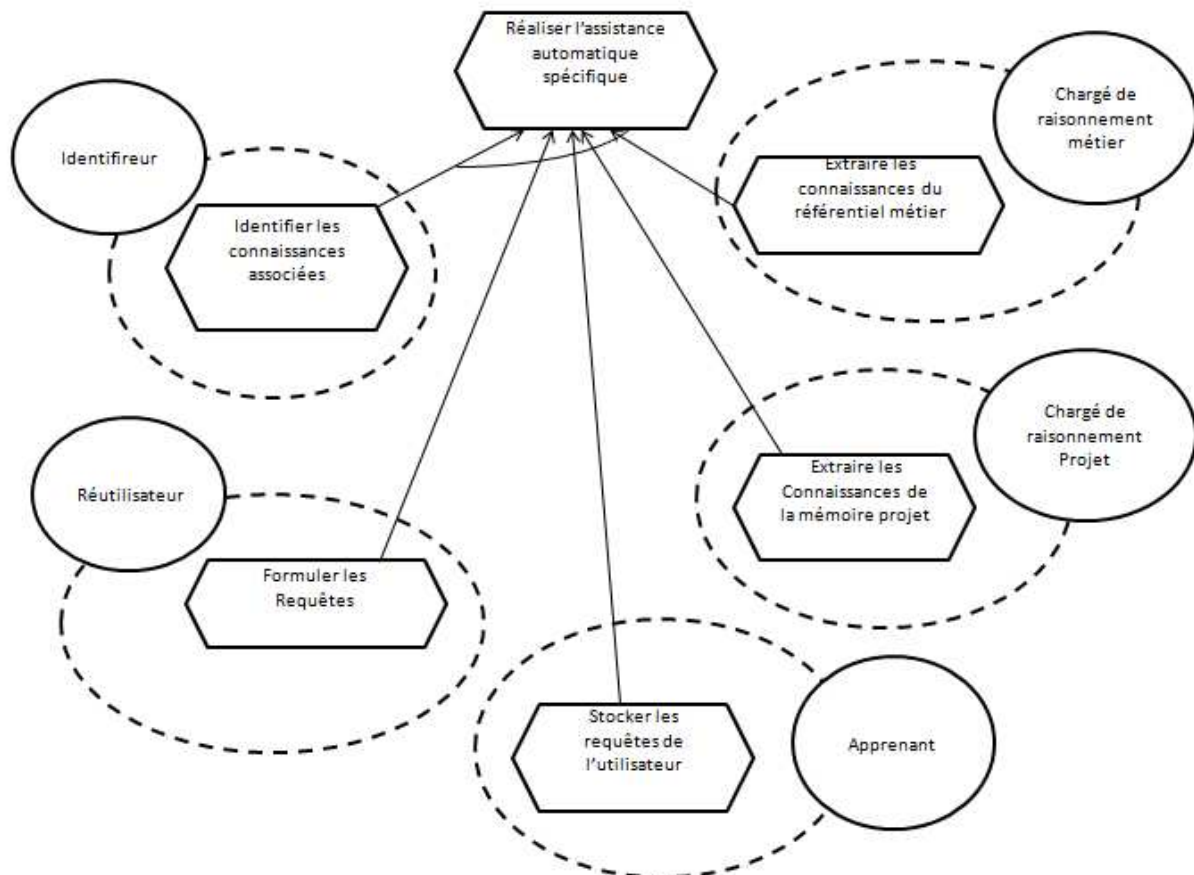 Réaliser l'assistance
automatique
spécifique
Chargé de
raisonnement
métier
Identifireur
Extraire les
connaissances du
référentiel métier
Identifier les
connaissances
associées
Chargé de
raisonnement
Projet
Extraire les
Connaissances de
la mémoire projet
Réutilisateur
Formuler les
Requêtes
Stocker les
requêtes de
l'utilisateur
Apprenant